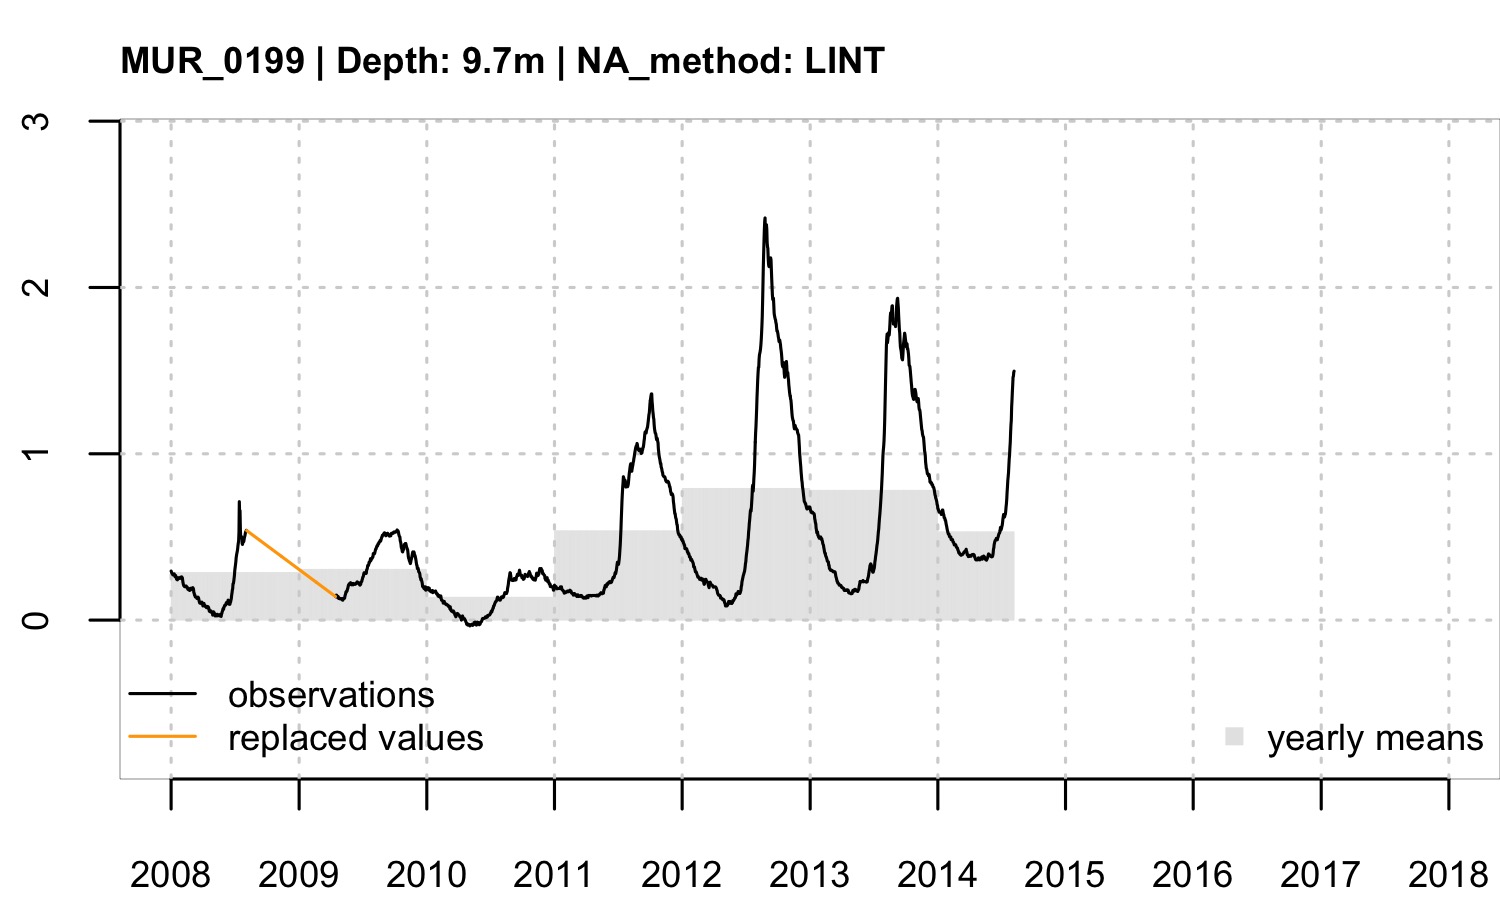 MUR_0199 | Depth: 9.7m | NA_method: LINT
3
2
1
0
observations
replaced values
yearly means
2008 2009 2010 2011 2012 2013 2014 2015 2016 2017 2018